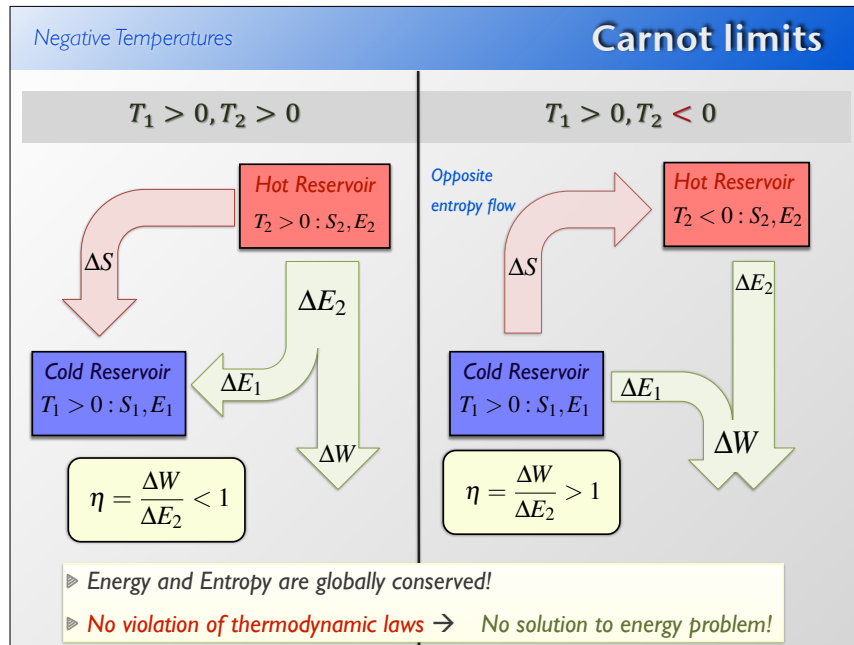 Negative Temperatures
Carnot limits
T₁ > 0, T₂ > 0
Hot Reservoir
T₂ > 0 : S₂, E₂
ΔS
ΔE₂
Cold Reservoir
T₁ > 0 : S₁, E₁
ΔE₁
ΔW
η = ΔW / ΔE₂ < 1
T₁ > 0, T₂ < 0
Opposite
entropy flow
Hot Reservoir
T₂ < 0 : S₂, E₂
ΔS
ΔE₂
Cold Reservoir
T₁ > 0 : S₁, E₁
ΔE₁
ΔW
η = ΔW / ΔE₂ > 1
Energy and Entropy are globally conserved!
No violation of thermodynamic laws → No solution to energy problem!